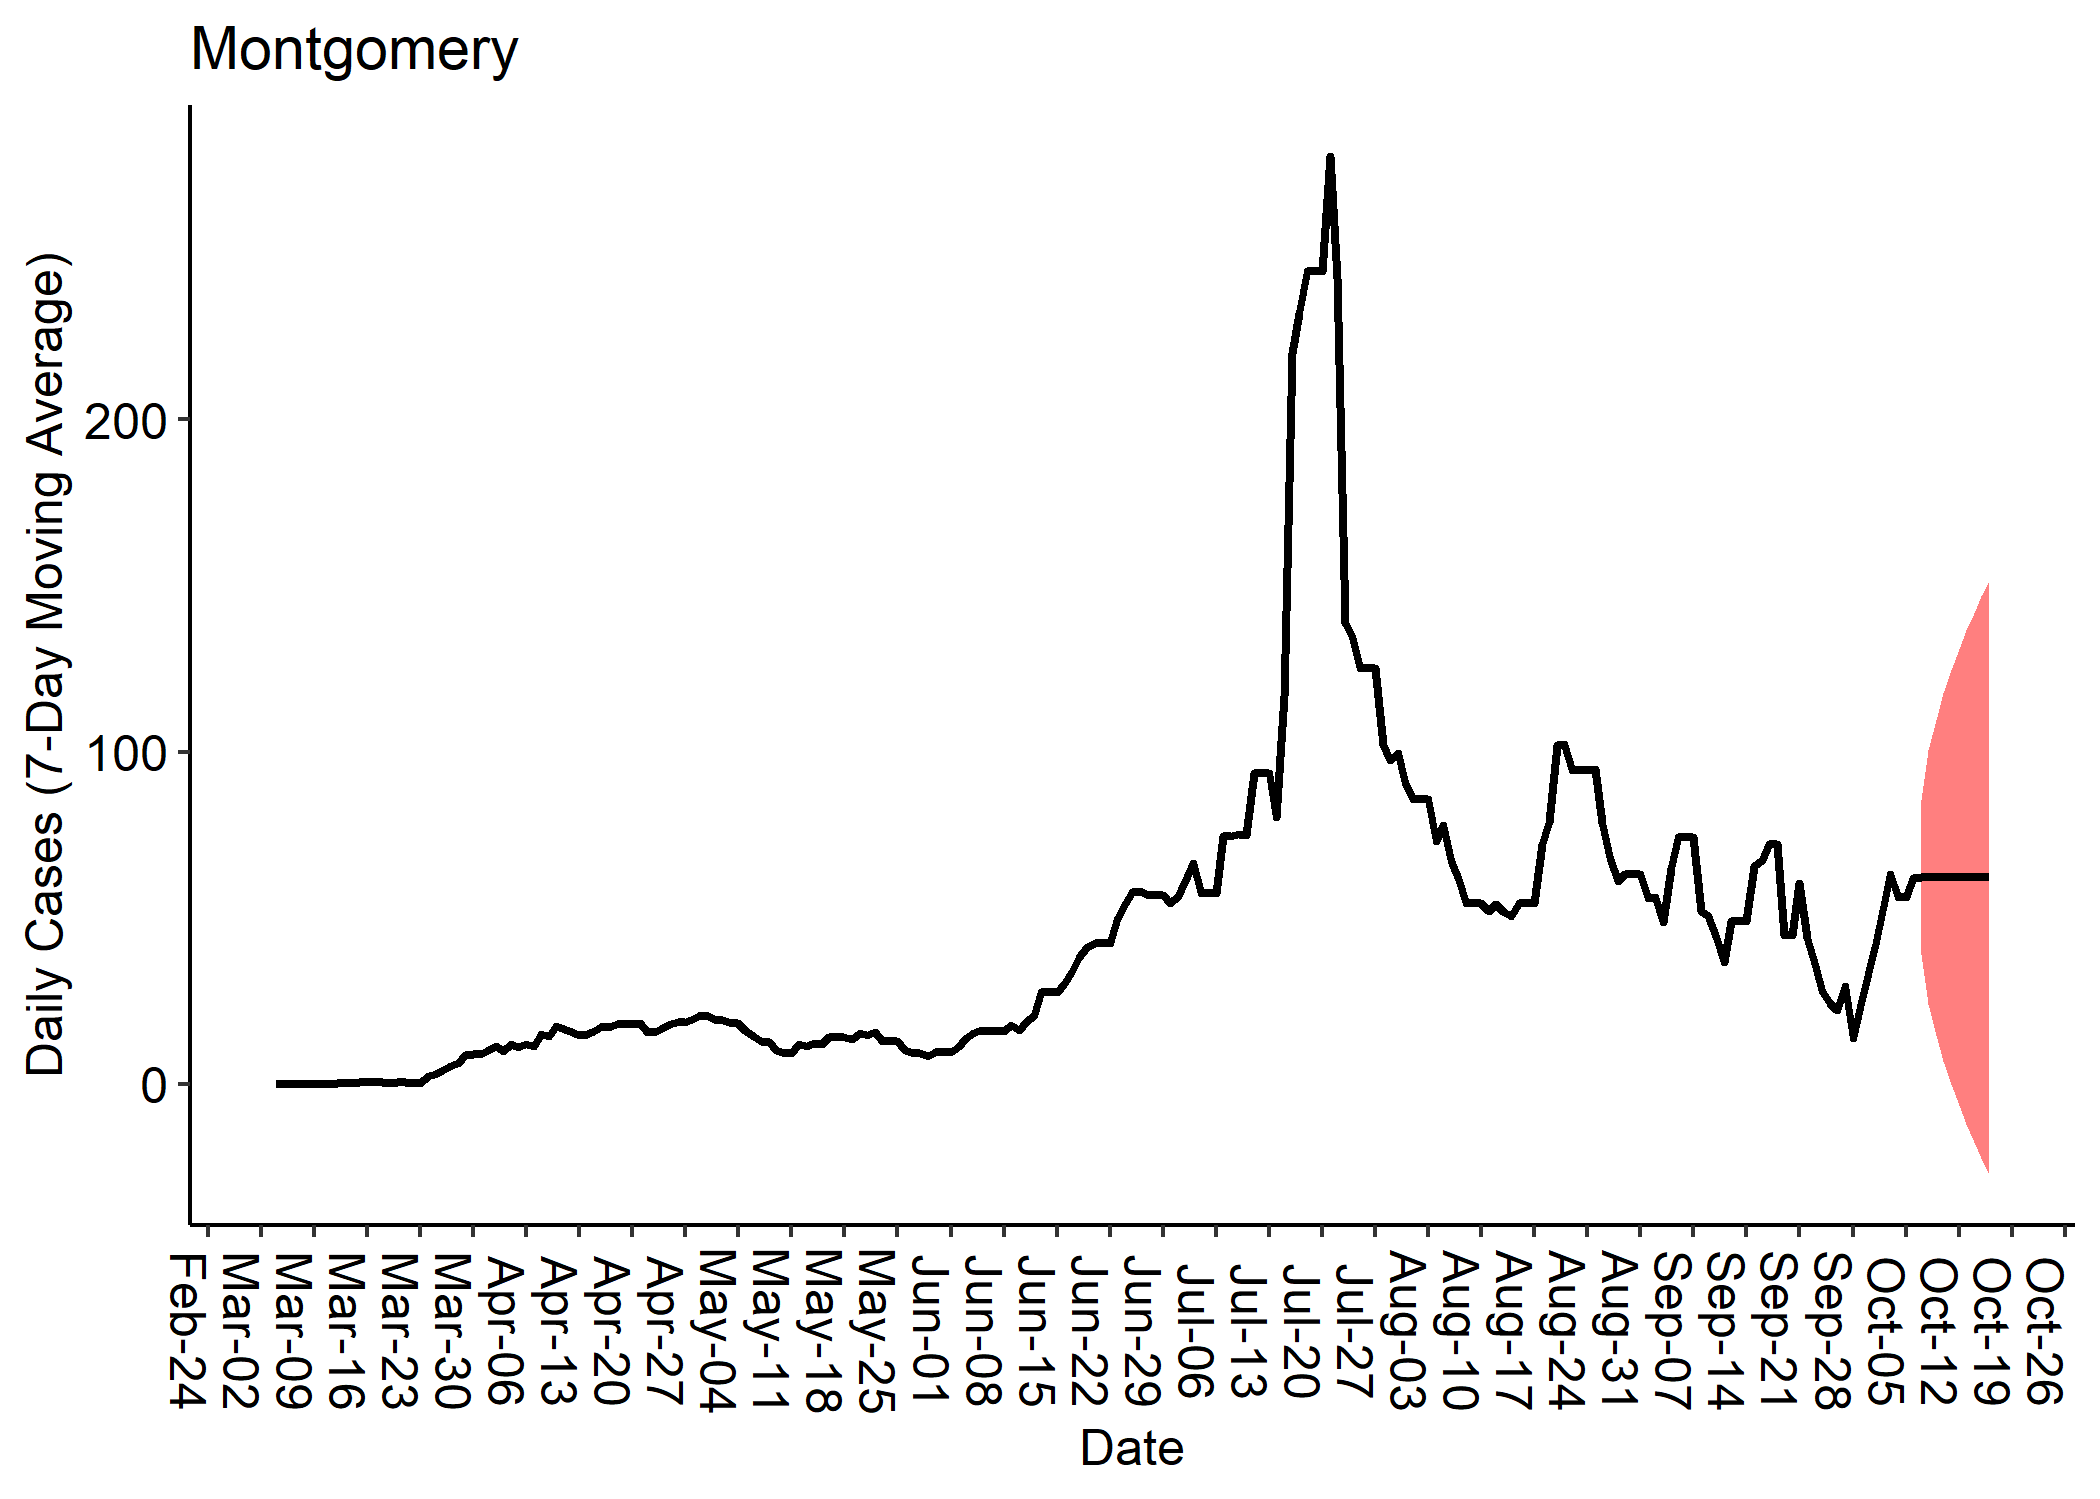 Montgomery
Daily Cases (7-Day Moving Average)
200
100
0
Feb-24
Mar-02
Mar-09
Mar-16
Mar-23
Mar-30
Apr-06
Apr-13
Apr-20
Apr-27
May-04
May-11
May-18
May-25
Jun-01
Jun-08
Jun-15
Jun-22
Jun-29
Jul-06
Jul-13
Jul-20
Jul-27
Aug-03
Aug-10
Aug-17
Aug-24
Aug-31
Sep-07
Sep-14
Sep-21
Sep-28
Oct-05
Oct-12
Oct-19
Oct-26
Date